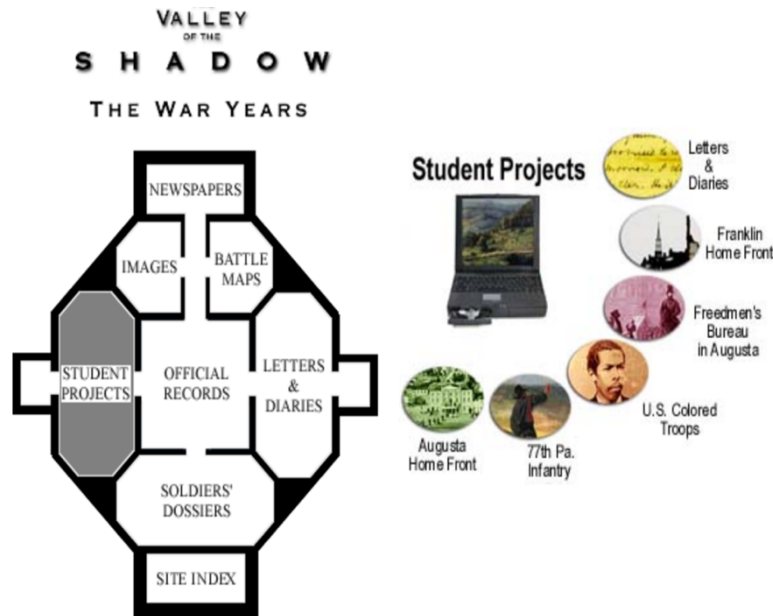 VALLEY
OF THE
SHADOW
THE WAR YEARS
NEWSPAPERS
IMAGES
BATTLE
MAPS
STUDENT
PROJECTS
OFFICIAL
RECORDS
LETTERS
&
DIARIES
SOLDIERS'
DOSSIERS
SITE INDEX
Student Projects
Letters
&
Diaries
Franklin
Home Front
Freedmen's
Bureau
in Augusta
U.S. Colored
Troops
77th Pa.
Infantry
Augusta
Home Front